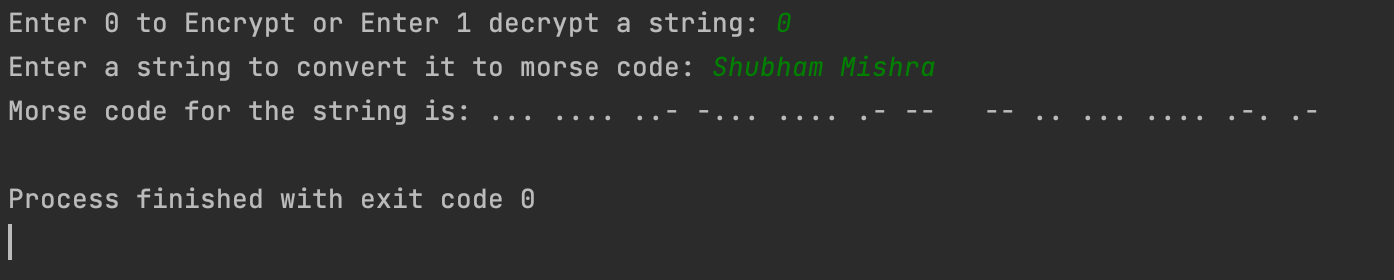 Enter 0 to Encrypt or Enter 1 decrypt a string: 0
Enter a string to convert it to morse code: Shubham Mishra
Morse code for the string is: ... .... ..- -... .... .- --   -- .. ... .... .-. .-
Process finished with exit code 0